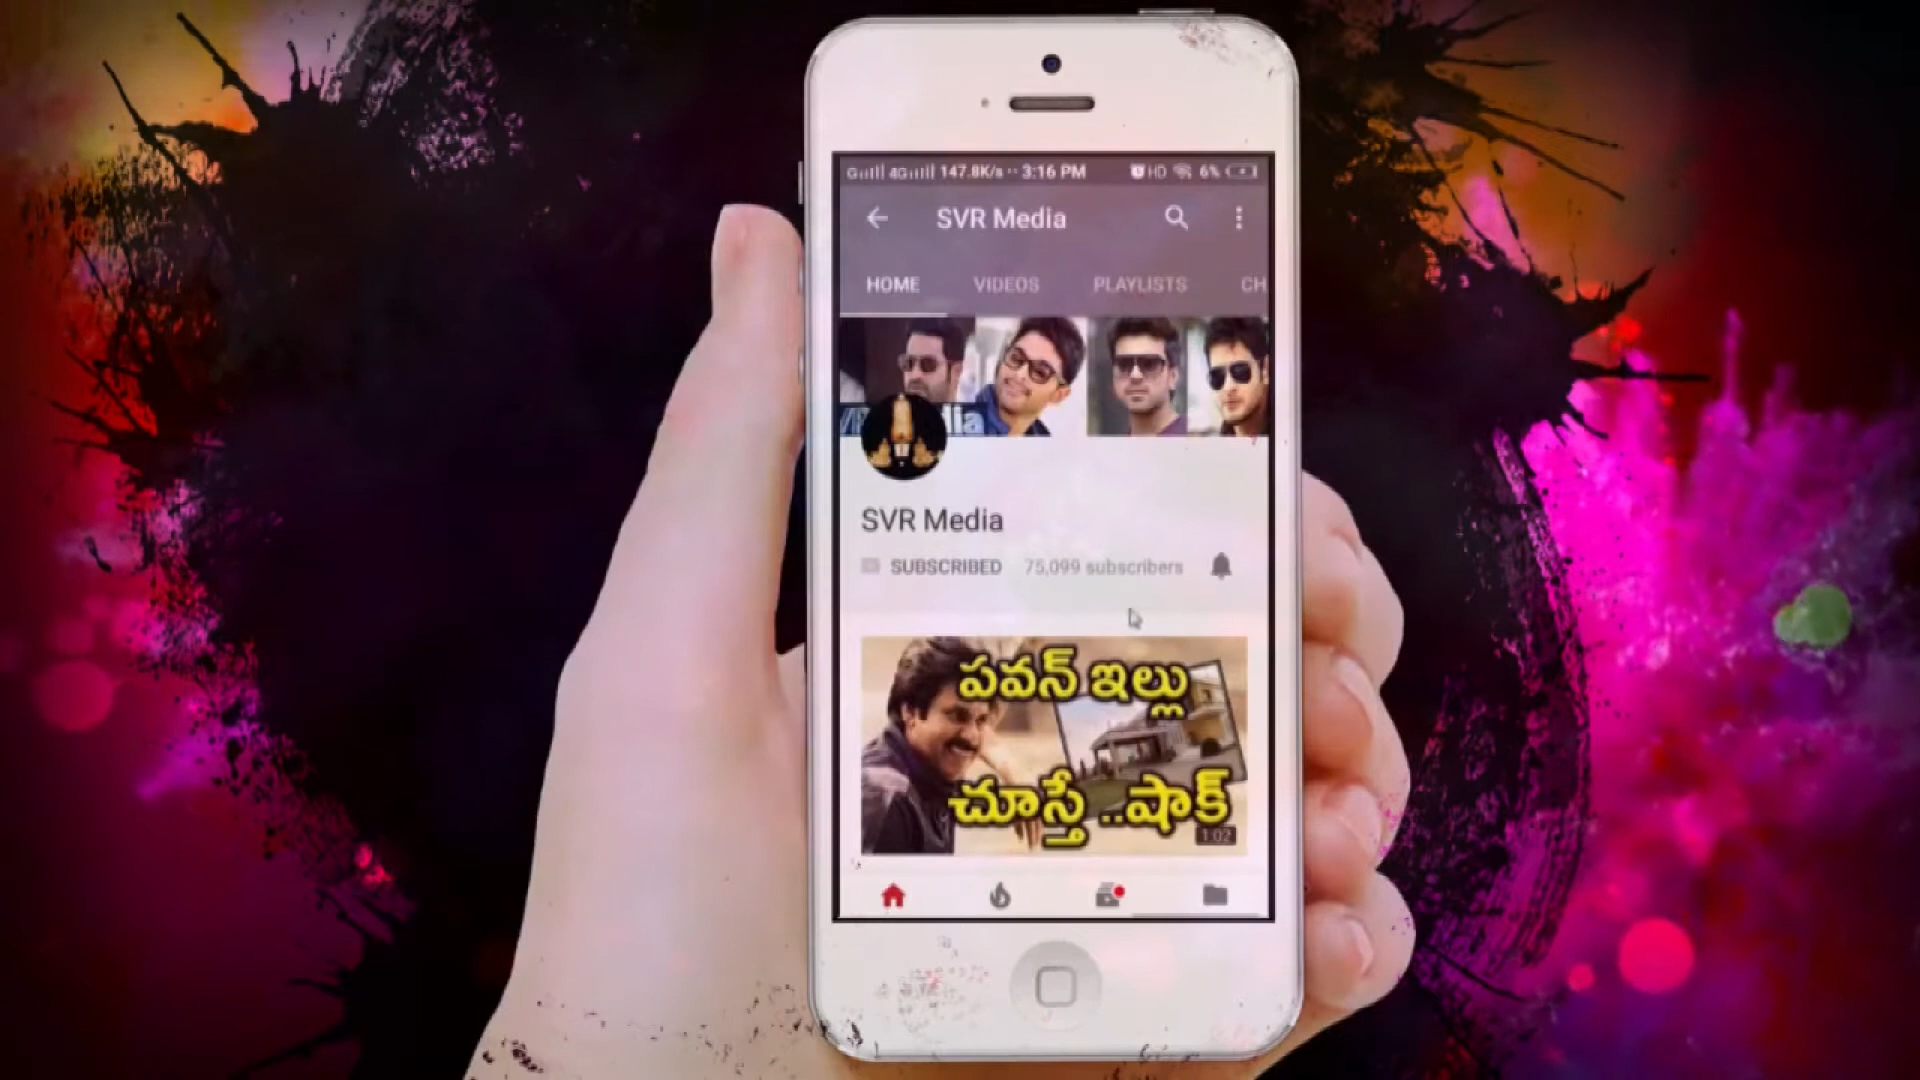 G 4G 147.8K/s ·· 3:16 PM HD 6%
SVR Media
HOME VIDEOS PLAYLISTS CH
SVR Media
SUBSCRIBED 75,099 subscribers
పవన్ ఇల్లు
చూస్తే ..షాక్
1:02